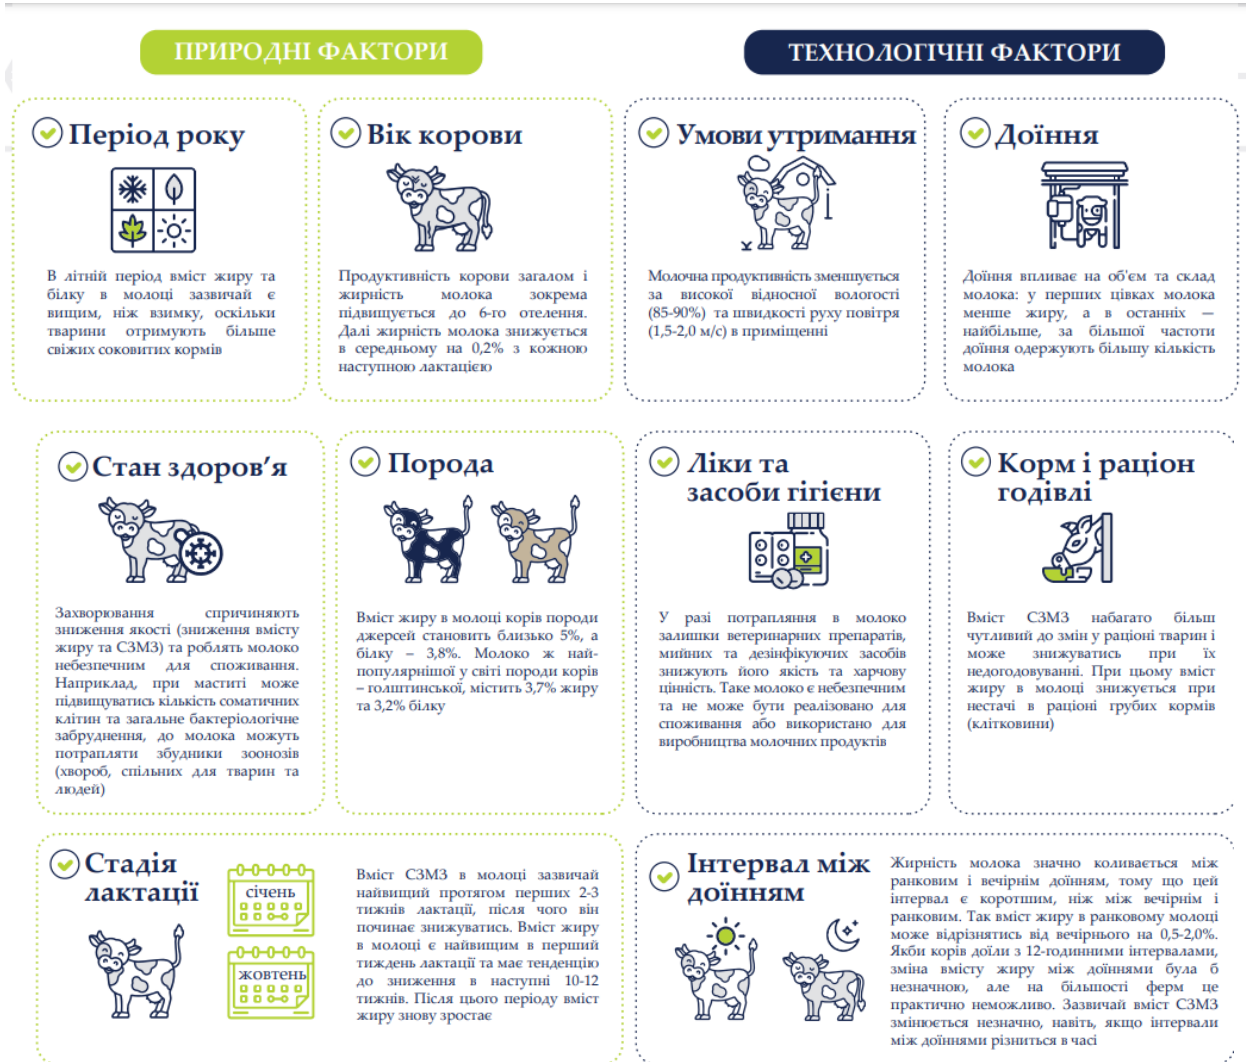 ПРИРОДНІ ФАКТОРИ
ТЕХНОЛОГІЧНІ ФАКТОРИ
Період року
В літній період вміст жиру та
білку в молоці зазвичай є
вищим, ніж взимку, оскільки
тварини отримують більше
свіжих соковитих кормів
Вік корови
Продуктивність корови загалом і
жирність молока зокрема
підвищується до 6-го отелення.
Далі жирність молока знижується
в середньому на 0,2% з кожною
наступною лактацією
Умови утримання
Молочна продуктивність зменшується
за високої відносної вологості
(85-90%) та швидкості руху повітря
(1,5-2,0 м/с) в приміщенні
Доїння
Доїння впливає на об'єм та склад
молока: у перших цівках молока
менше жиру, а в останніх —
найбільше, за більшої частоти
доїння одержують більшу кількість
молока
Стан здоров’я
Захворювання спричиняють
зниження якості (зниження вмісту
жиру та СЗМЗ) та роблять молоко
небезпечним для споживання.
Наприклад, при маститі може
підвищуватись кількість соматичних
клітин та загальне бактеріологічне
забруднення, до молока можуть
потрапляти збудники зоонозів
(хвороб, спільних для тварин та
людей)
Порода
Вміст жиру в молоці корів породи
джерсей становить близько 5%, а
білку – 3,8%. Молоко ж най-
популярнішої у світі породи корів
– голштинської, містить 3,7% жиру
та 3,2% білку
Ліки та
засоби гігієни
У разі потрапляння в молоко
залишки ветеринарних препаратів,
мийних та дезінфікуючих засобів
знижують його якість та харчову
цінність. Таке молоко є небезпечним
та не може бути реалізовано для
споживання або використано для
виробництва молочних продуктів
Корм і раціон
годівлі
Вміст СЗМЗ набагато більш
чутливий до змін у раціоні тварин і
може знижуватись при їх
недогодовуванні. При цьому вміст
жиру в молоці знижується при
нестачі в раціоні грубих кормів
(клітковини)
Стадія
лактації
січень
жовтень
Вміст СЗМЗ в молоці зазвичай
найвищий протягом перших 2-3
тижнів лактації, після чого він
починає знижуватись. Вміст жиру
в молоці є найвищим в перший
тиждень лактації та має тенденцію
до зниження в наступні 10-12
тижнів. Після цього періоду вміст
жиру знову зростає
Інтервал між
доїнням
Жирність молока значно коливається між
ранковим і вечірнім доїнням, тому що цей
інтервал є коротшим, ніж між вечірнім і
ранковим. Так вміст жиру в ранковому молоці
може відрізнятись від вечірнього на 0,5-2,0%.
Якби корів доїли з 12-годинними інтервалами,
зміна вмісту жиру між доїннями була б
незначною, але на більшості ферм це
практично неможливо. Зазвичай вміст СЗМЗ
змінюється незначно, навіть, якщо інтервали
між доїннями різниться в часі